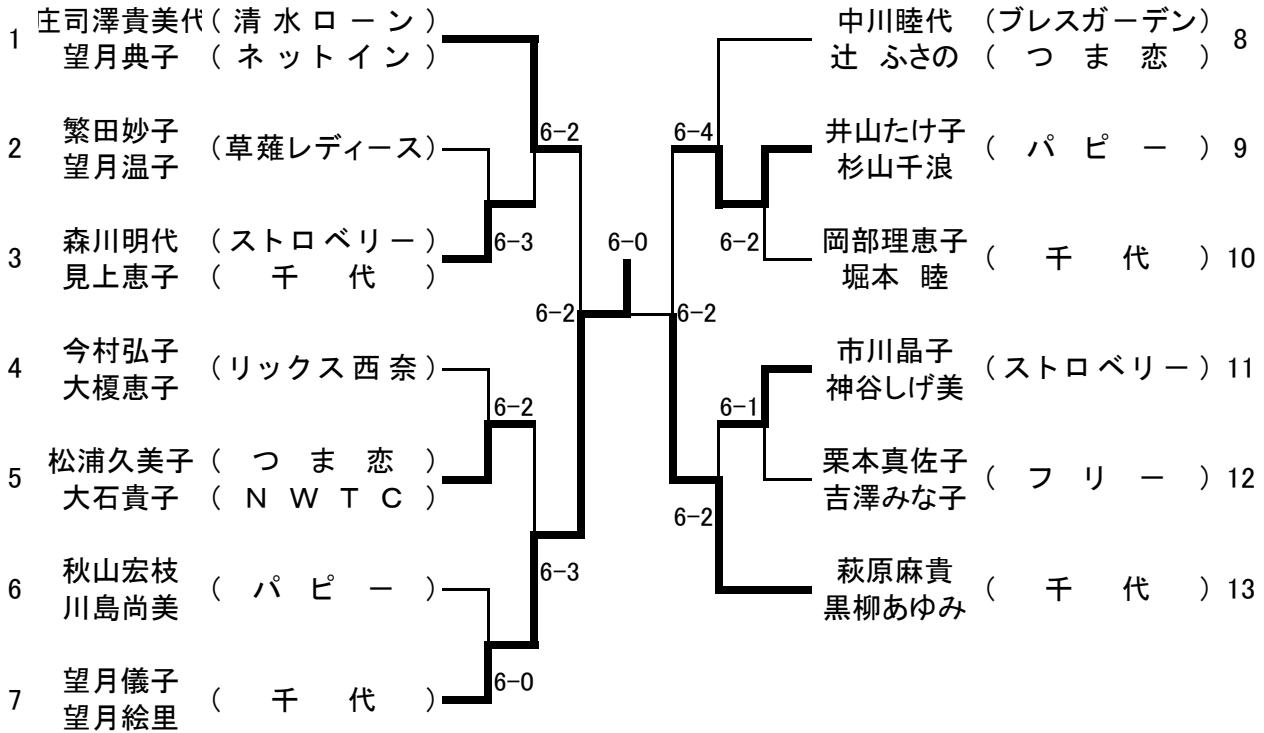 1 庄司澤貴美代 (清水ローン)
望月典子 (ネットイン)
2 繁田妙子
望月温子 (草薙レディース)
3 森川明代 (ストロベリー)
見上恵子 (千代)
4 今村弘子
大榎恵子 (リックス西奈)
5 松浦久美子 (つま恋)
大石貴子 (NWTC)
6 秋山宏枝
川島尚美 (パピー)
7 望月儀子
望月絵里 (千代)
6-2
6-3
6-2
6-2
6-3
6-0
6-0
6-4
6-2
6-2
6-1
6-2
中川睦代 (ブレスガーデン) 8
辻 ふさの (つま恋)
井山たけ子
杉山千浪 (パピー) 9
岡部理恵子
堀本 睦 (千代) 10
市川晶子
神谷しげ美 (ストロベリー) 11
栗本真佐子
吉澤みな子 (フリー) 12
萩原麻貴
黒柳あゆみ (千代) 13